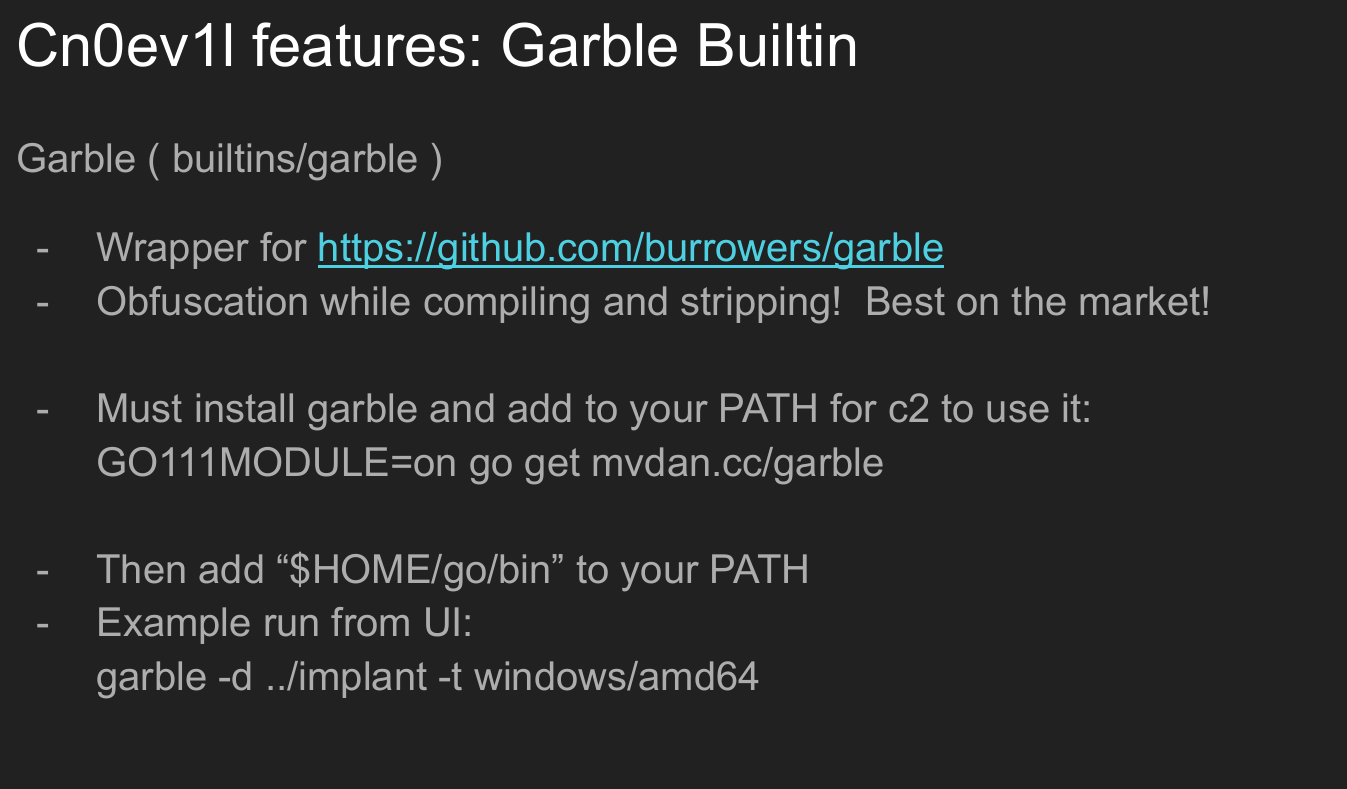 Cn0ev1l features: Garble Builtin
Garble ( builtins/garble )
- Wrapper for https://github.com/burrowers/garble
- Obfuscation while compiling and stripping!  Best on the market!
- Must install garble and add to your PATH for c2 to use it:
GO111MODULE=on go get mvdan.cc/garble
- Then add “$HOME/go/bin” to your PATH
- Example run from UI:
garble -d ../implant -t windows/amd64